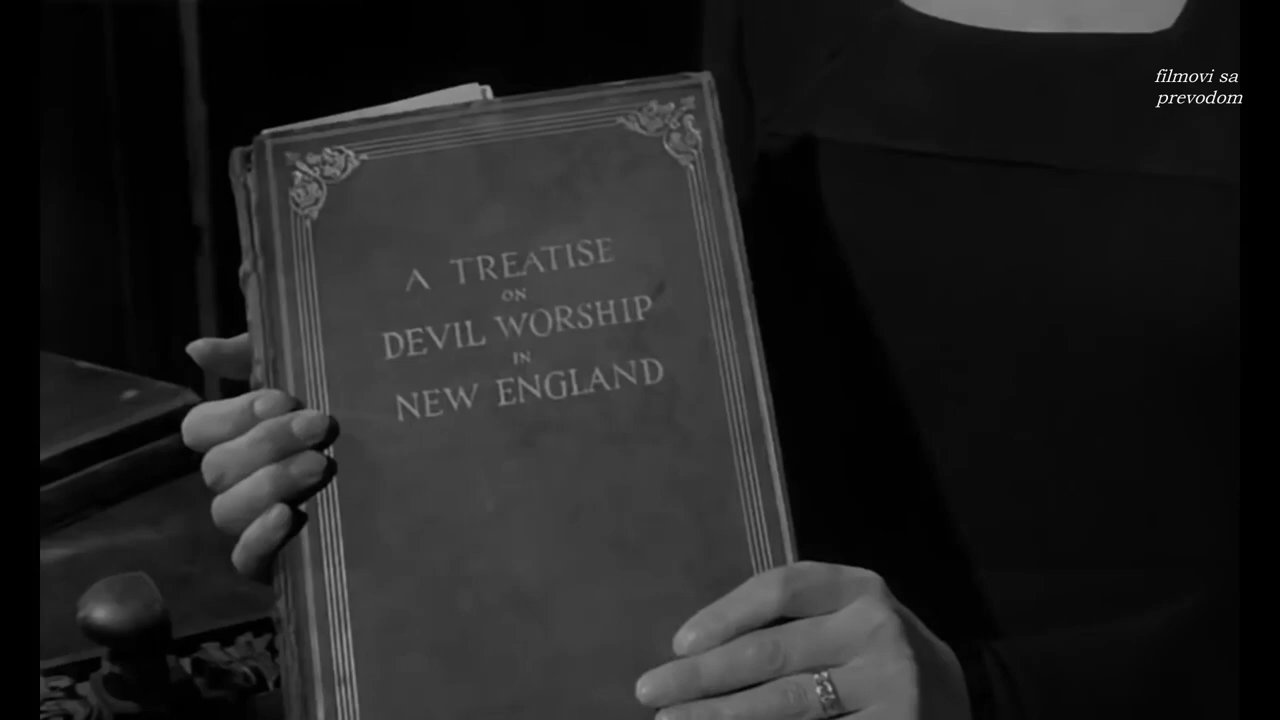 filmovi sa
prevodom
A TREATISE
ON
DEVIL WORSHIP
IN
NEW ENGLAND